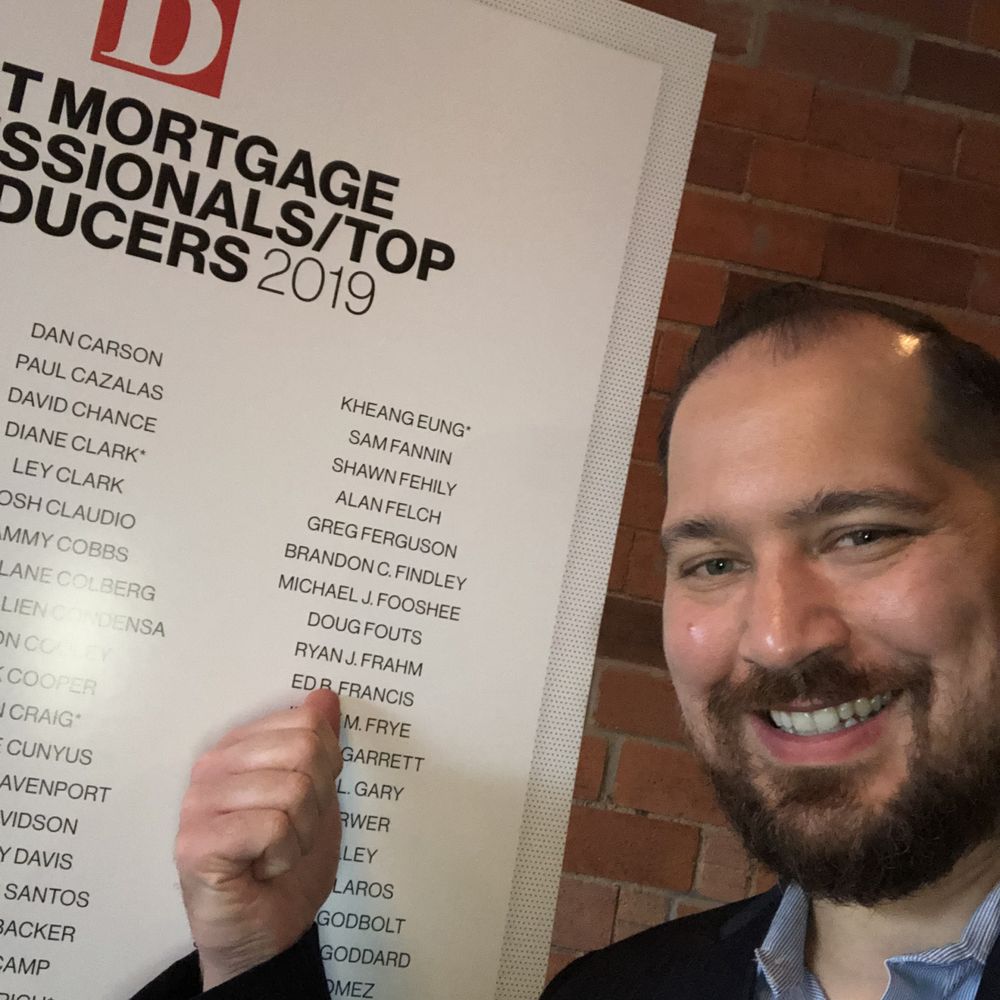 D
T MORTGAGE
SSIONALS/TOP
DUCERS 2019
DAN CARSON
PAUL CAZALAS
DAVID CHANCE
DIANE CLARK*
LEY CLARK
OSH CLAUDIO
AMMY COBBS
LANE COLBERG
LIEN CONDENSA
COOPER
CRAIG*
CUNYUS
AVENPORT
VIDSON
Y DAVIS
SANTOS
BACKER
CAMP
KHEANG EUNG*
SAM FANNIN
SHAWN FEHILY
ALAN FELCH
GREG FERGUSON
BRANDON C. FINDLEY
MICHAEL J. FOOSHEE
DOUG FOUTS
RYAN J. FRAHM
ED B. FRANCIS
M. FRYE
GARRETT
L. GARY
RWER
LLEY
LAROS
GODBOLT
GODDARD
OMEZ